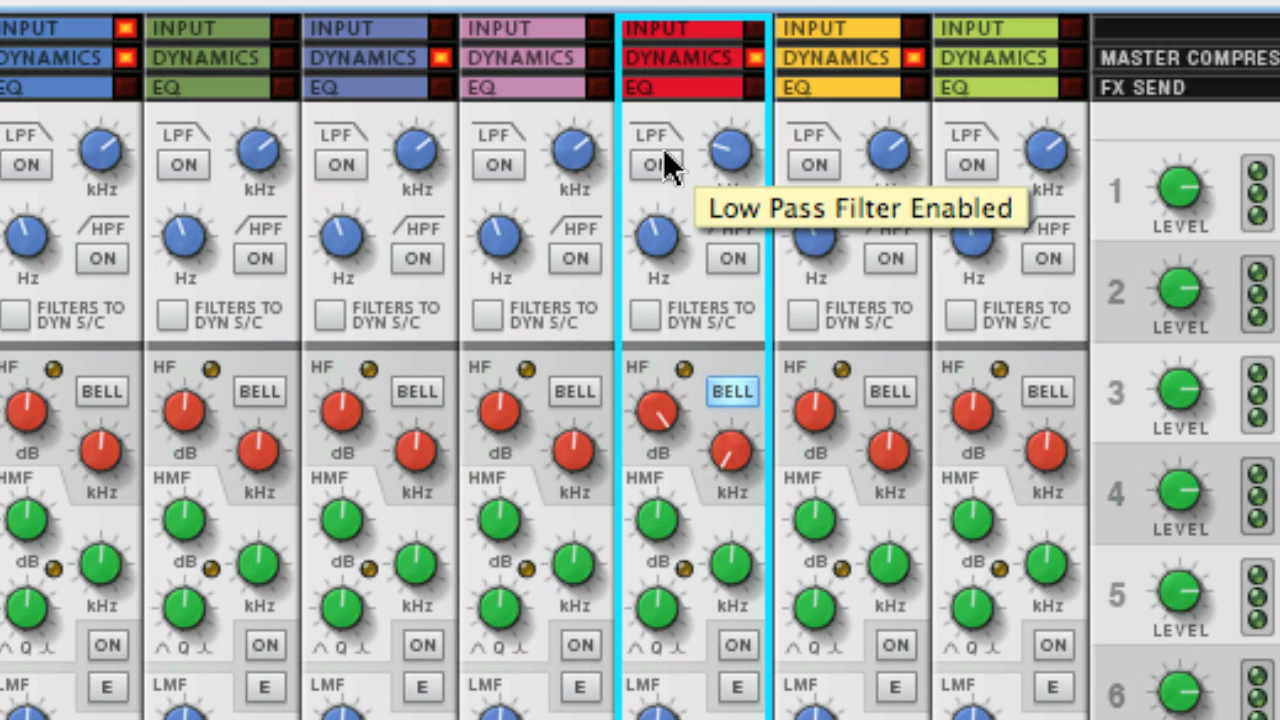 INPUT INPUT INPUT INPUT INPUT INPUT INPUT
DYNAMICS DYNAMICS DYNAMICS DYNAMICS DYNAMICS DYNAMICS DYNAMICS MASTER COMPRES
EQ EQ EQ EQ EQ EQ EQ FX SEND
LPF LPF LPF LPF LPF LPF LPF
ON ON ON ON ON ON
kHz kHz kHz kHz kHz 1
Low Pass Filter Enabled
HPF HPF HPF HPF HPF HPF HPF LEVEL
ON ON ON ON ON ON ON
Hz Hz Hz Hz Hz Hz Hz 2
FILTERS TO FILTERS TO FILTERS TO FILTERS TO FILTERS TO FILTERS TO FILTERS TO
DYN S/C DYN S/C DYN S/C DYN S/C DYN S/C DYN S/C DYN S/C LEVEL
HF HF HF HF HF HF HF
BELL BELL BELL BELL BELL BELL BELL 3
dB dB dB dB dB dB dB LEVEL
HMF HMF HMF HMF HMF HMF HMF
kHz kHz kHz kHz kHz kHz kHz 4
LEVEL
dB dB dB dB dB dB dB
kHz kHz kHz kHz kHz kHz kHz 5
LEVEL
Q Q Q Q Q Q Q
ON ON ON ON ON ON ON
LMF LMF LMF LMF LMF LMF LMF
E E E E E E E 6